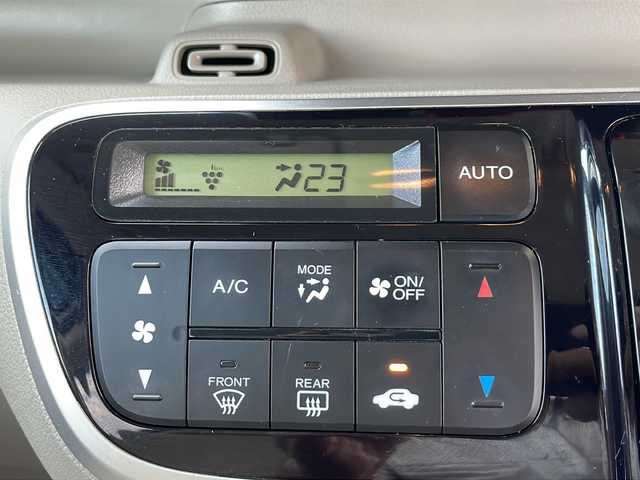 23
AUTO
A/C
MODE
ON/
OFF
FRONT
REAR